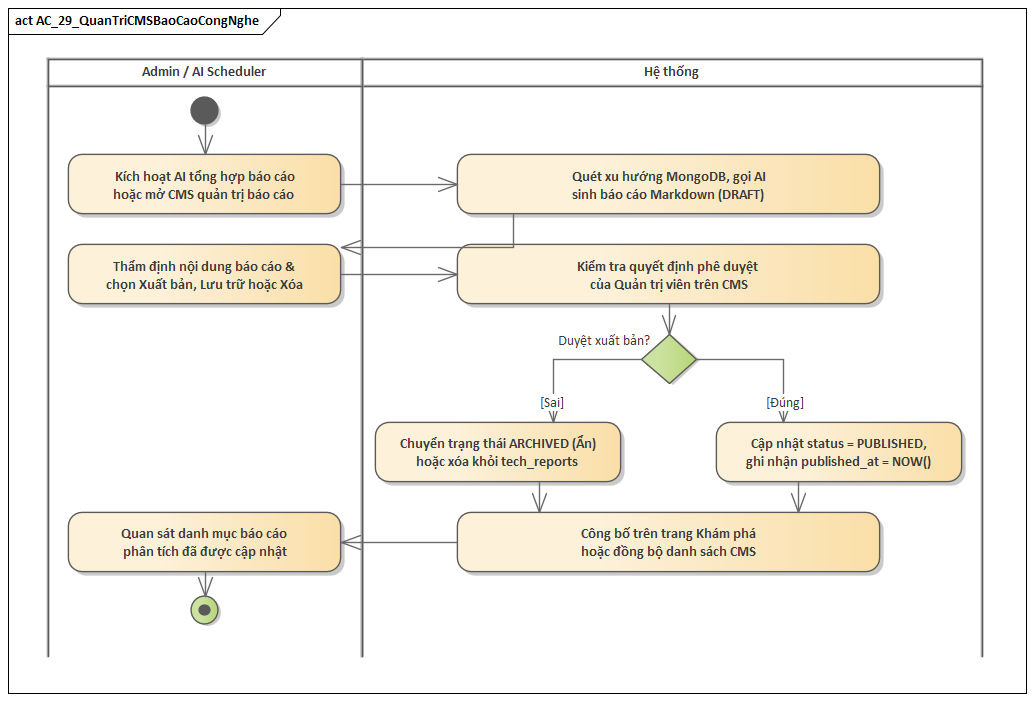 act AC_29_QuanTriCMSBaoCaoCongNghe
Admin / AI Scheduler
Hệ thống
Kích hoạt AI tổng hợp báo cáo
hoặc mở CMS quản trị báo cáo
Quét xu hướng MongoDB, gọi AI
sinh báo cáo Markdown (DRAFT)
Thẩm định nội dung báo cáo &
chọn Xuất bản, Lưu trữ hoặc Xóa
Kiểm tra quyết định phê duyệt
của Quản trị viên trên CMS
Duyệt xuất bản?
[Sai]
[Đúng]
Chuyển trạng thái ARCHIVED (Ẩn)
hoặc xóa khỏi tech_reports
Cập nhật status = PUBLISHED,
ghi nhận published_at = NOW()
Quan sát danh mục báo cáo
phân tích đã được cập nhật
Công bố trên trang Khám phá
hoặc đồng bộ danh sách CMS